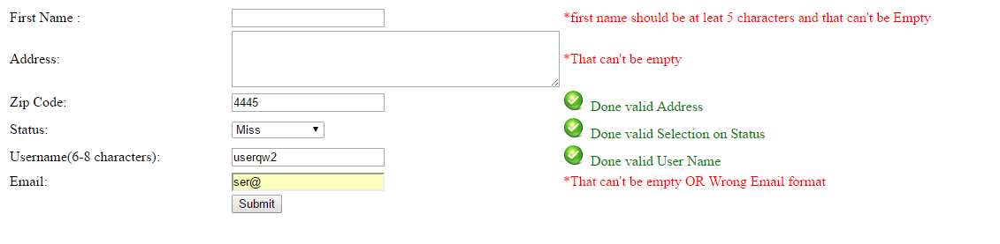 First Name : *first name should be at leat 5 characters and that can't be Empty
Address: *That can't be empty
Zip Code: 4445 Done valid Address
Status: Miss Done valid Selection on Status
Username(6-8 characters): userqw2 Done valid User Name
Email: ser@ *That can't be empty OR Wrong Email format
Submit